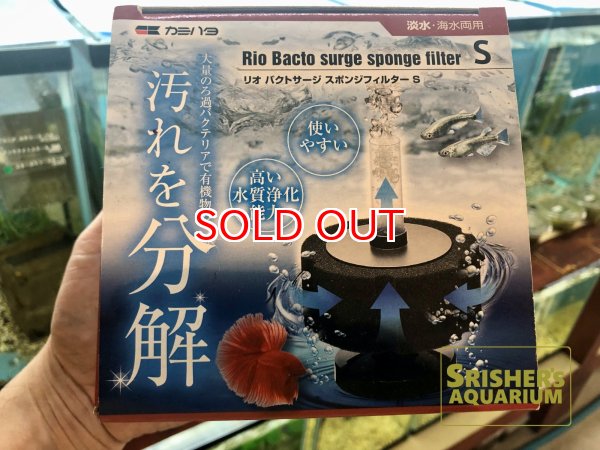 カミハタ
淡水・海水両用
Rio Bacto surge sponge filter S
リオ バクトサージ スポンジフィルター S
大量のろ過バクテリアで有機物
汚れを分解
使い
やすい
高い
水質浄化
能力
SOLD OUT
SRISHER'S
AQUARIUM